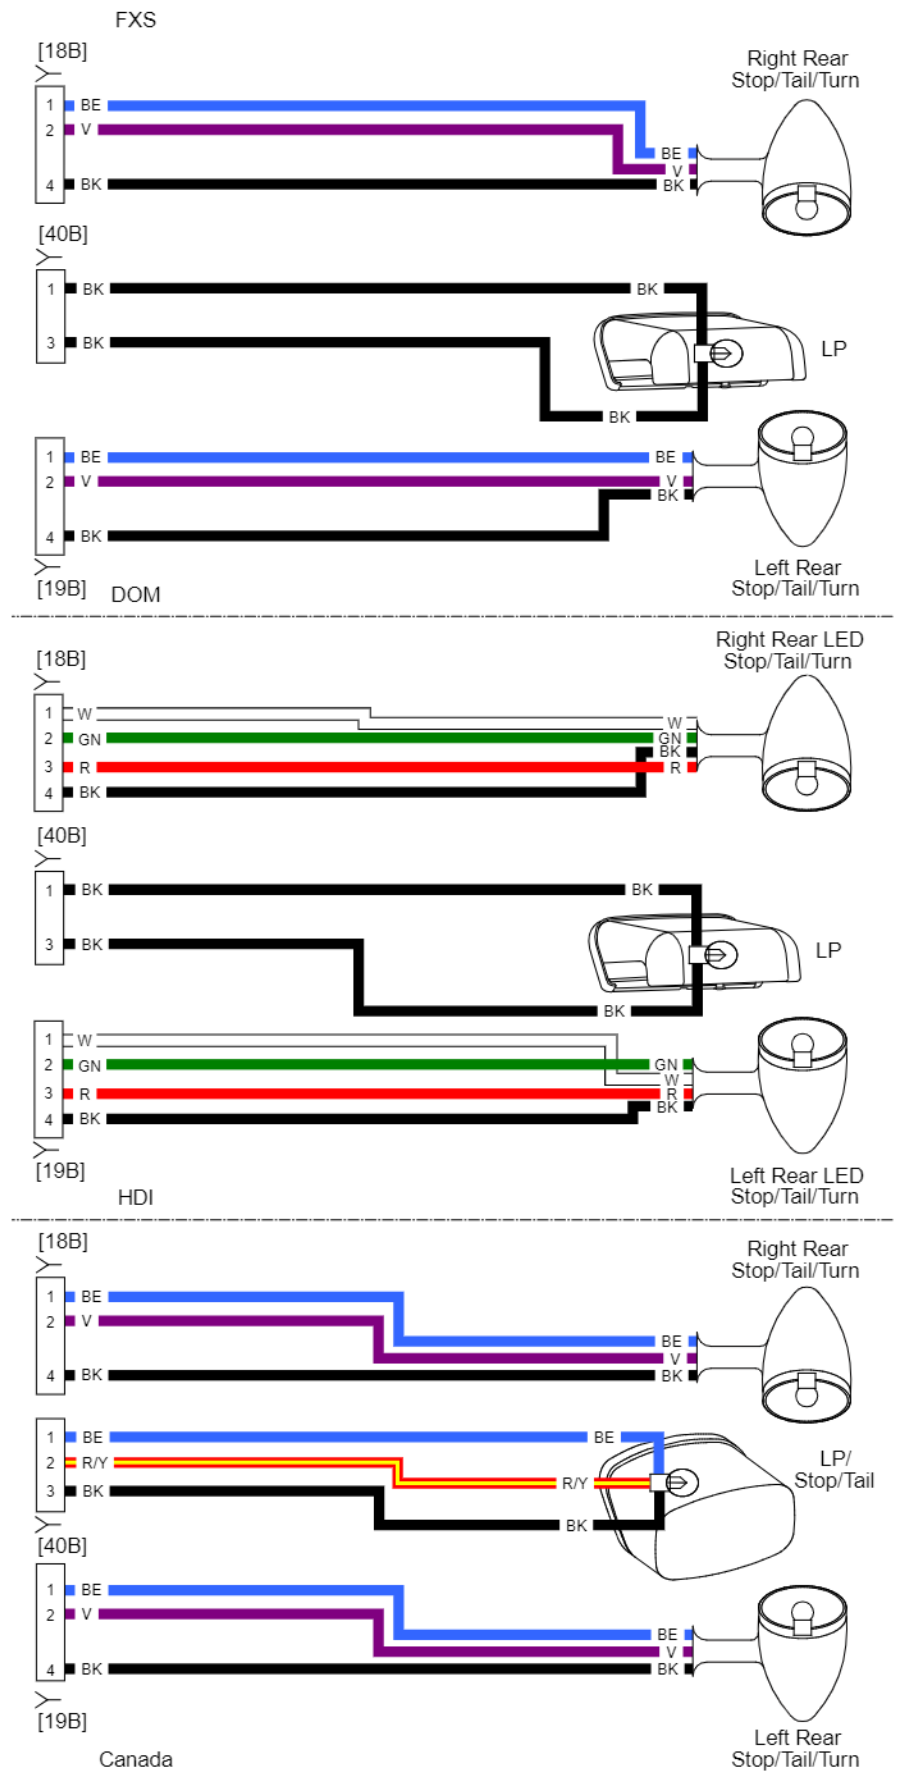 FXS
[18B]
Right Rear
Stop/Tail/Turn
1 BE BE
2 V V
4 BK BK
[40B]
1 BK BK
3 BK BK
LP
1 BE BE
2 V V
BK
4 BK
[19B]
Left Rear
Stop/Tail/Turn
DOM
Right Rear LED
Stop/Tail/Turn
[18B]
1 W W
2 GN GN
BK
3 R R
4 BK
[40B]
1 BK BK
3 BK
LP
BK
1 W
2 GN GN
W
3 R R
4 BK BK
[19B]
Left Rear LED
Stop/Tail/Turn
HDI
[18B]
Right Rear
Stop/Tail/Turn
1 BE
2 V
BE
V
4 BK BK
1 BE BE
2 R/Y
LP/
Stop/Tail
3 BK
R/Y
BK
[40B]
1 BE
2 V
BE
V
4 BK BK
[19B]
Left Rear
Stop/Tail/Turn
Canada